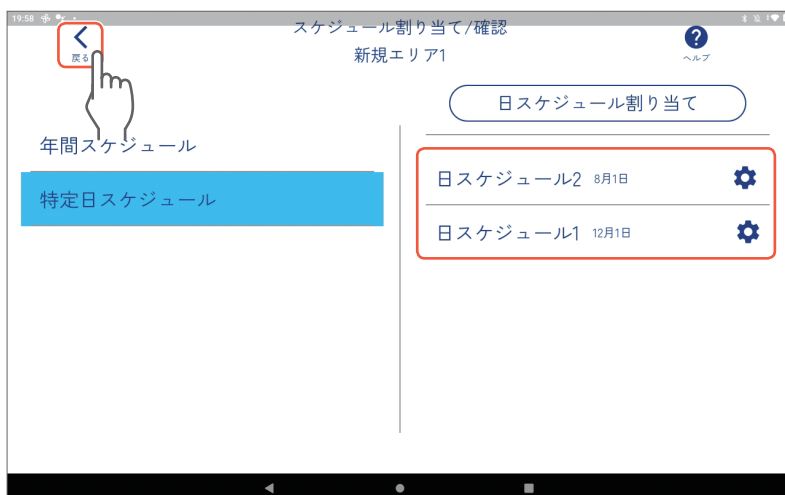 19:58
スケジュール割り当て/確認
新規エリア1
戻る
ヘルプ
日スケジュール割り当て
年間スケジュール
特定日スケジュール
日スケジュール2 8月1日
日スケジュール1 12月1日